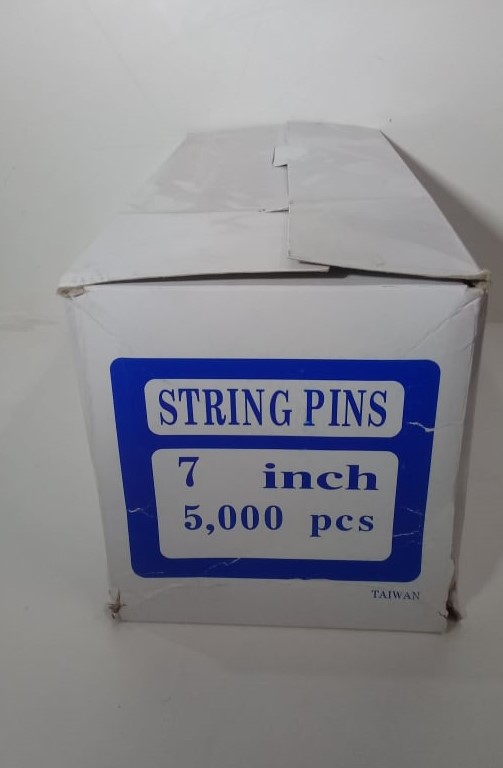 STRING PINS
7 inch
5,000 pcs
TAIWAN